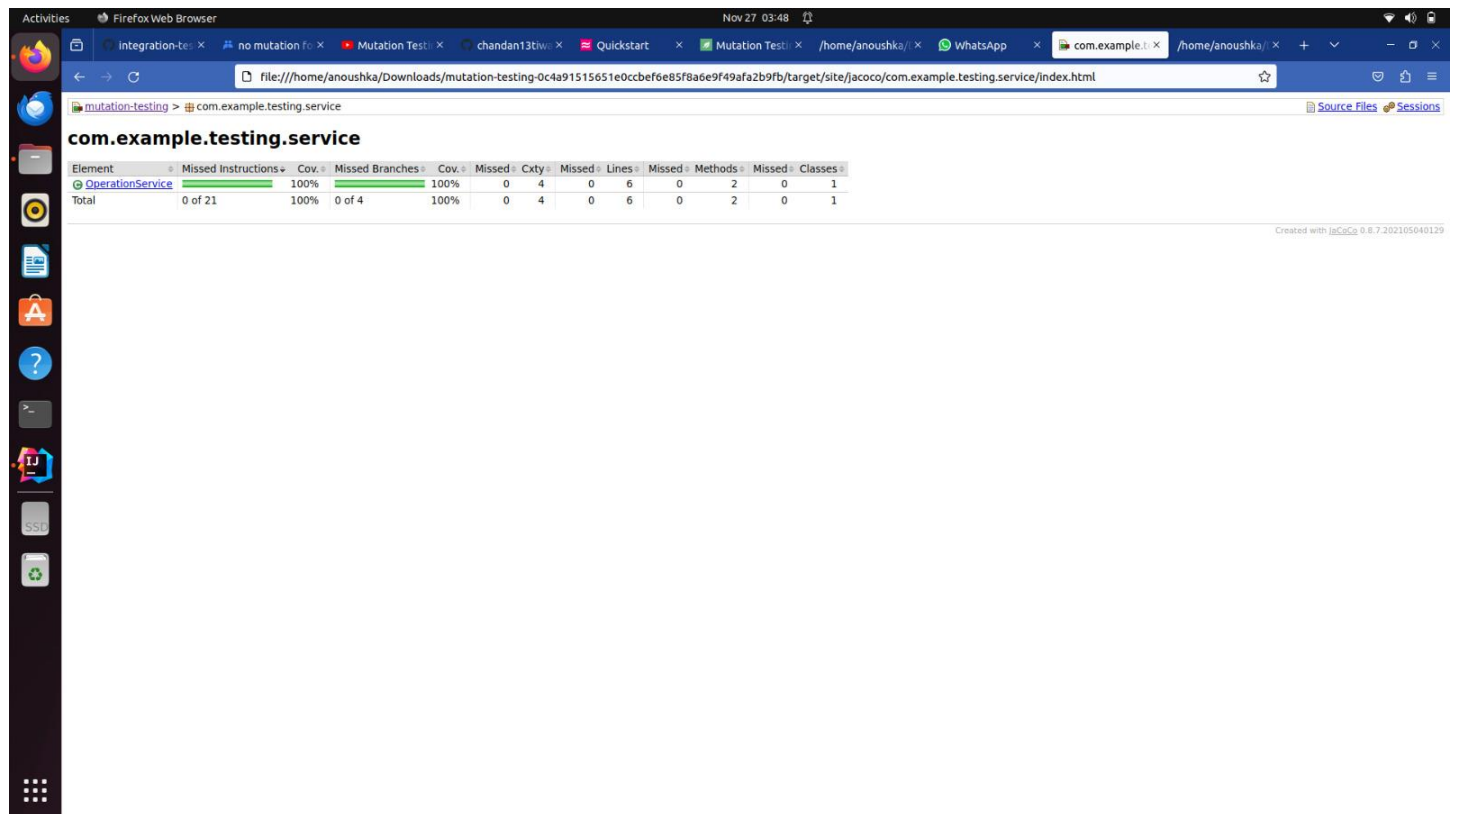 Activities Firefox Web Browser Nov 27 03:48
integration-tes no mutation fo Mutation Testi chandan13tiwa Quickstart Mutation Testi /home/anoushka/ WhatsApp com.example.t /home/anoushka/
file:///home/anoushka/Downloads/mutation-testing-0c4a91515651e0ccbef6e85f8a6e9f49afa2b9fb/target/site/jacoco/com.example.testing.service/index.html
mutation-testing > com.example.testing.service Source Files Sessions
com.example.testing.service
Element Missed Instructions Cov. Missed Branches Cov. Missed Cxty Missed Lines Missed Methods Missed Classes
OperationService 100% 100% 0 4 0 6 0 2 0 1
Total 0 of 21 100% 0 of 4 100% 0 4 0 6 0 2 0 1
Created with JaCoCo 0.8.7.202105040129
SSD